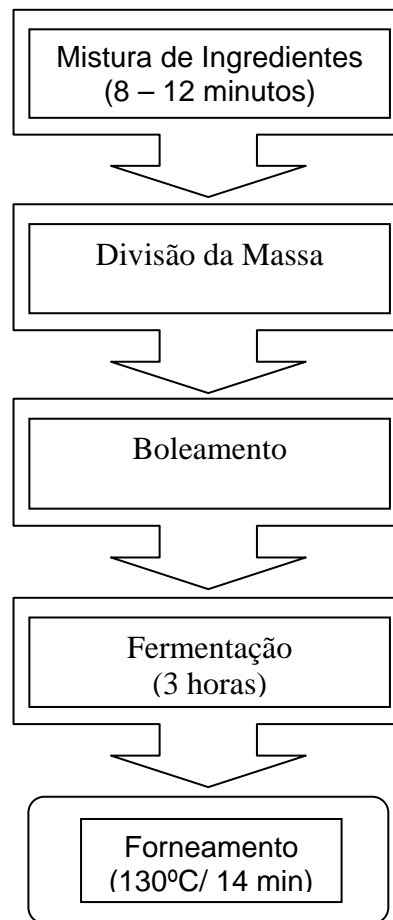 Mistura de Ingredientes
(8 – 12 minutos)
Divisão da Massa
Boleamento
Fermentação
(3 horas)
Forneamento
(130ºC/ 14 min)